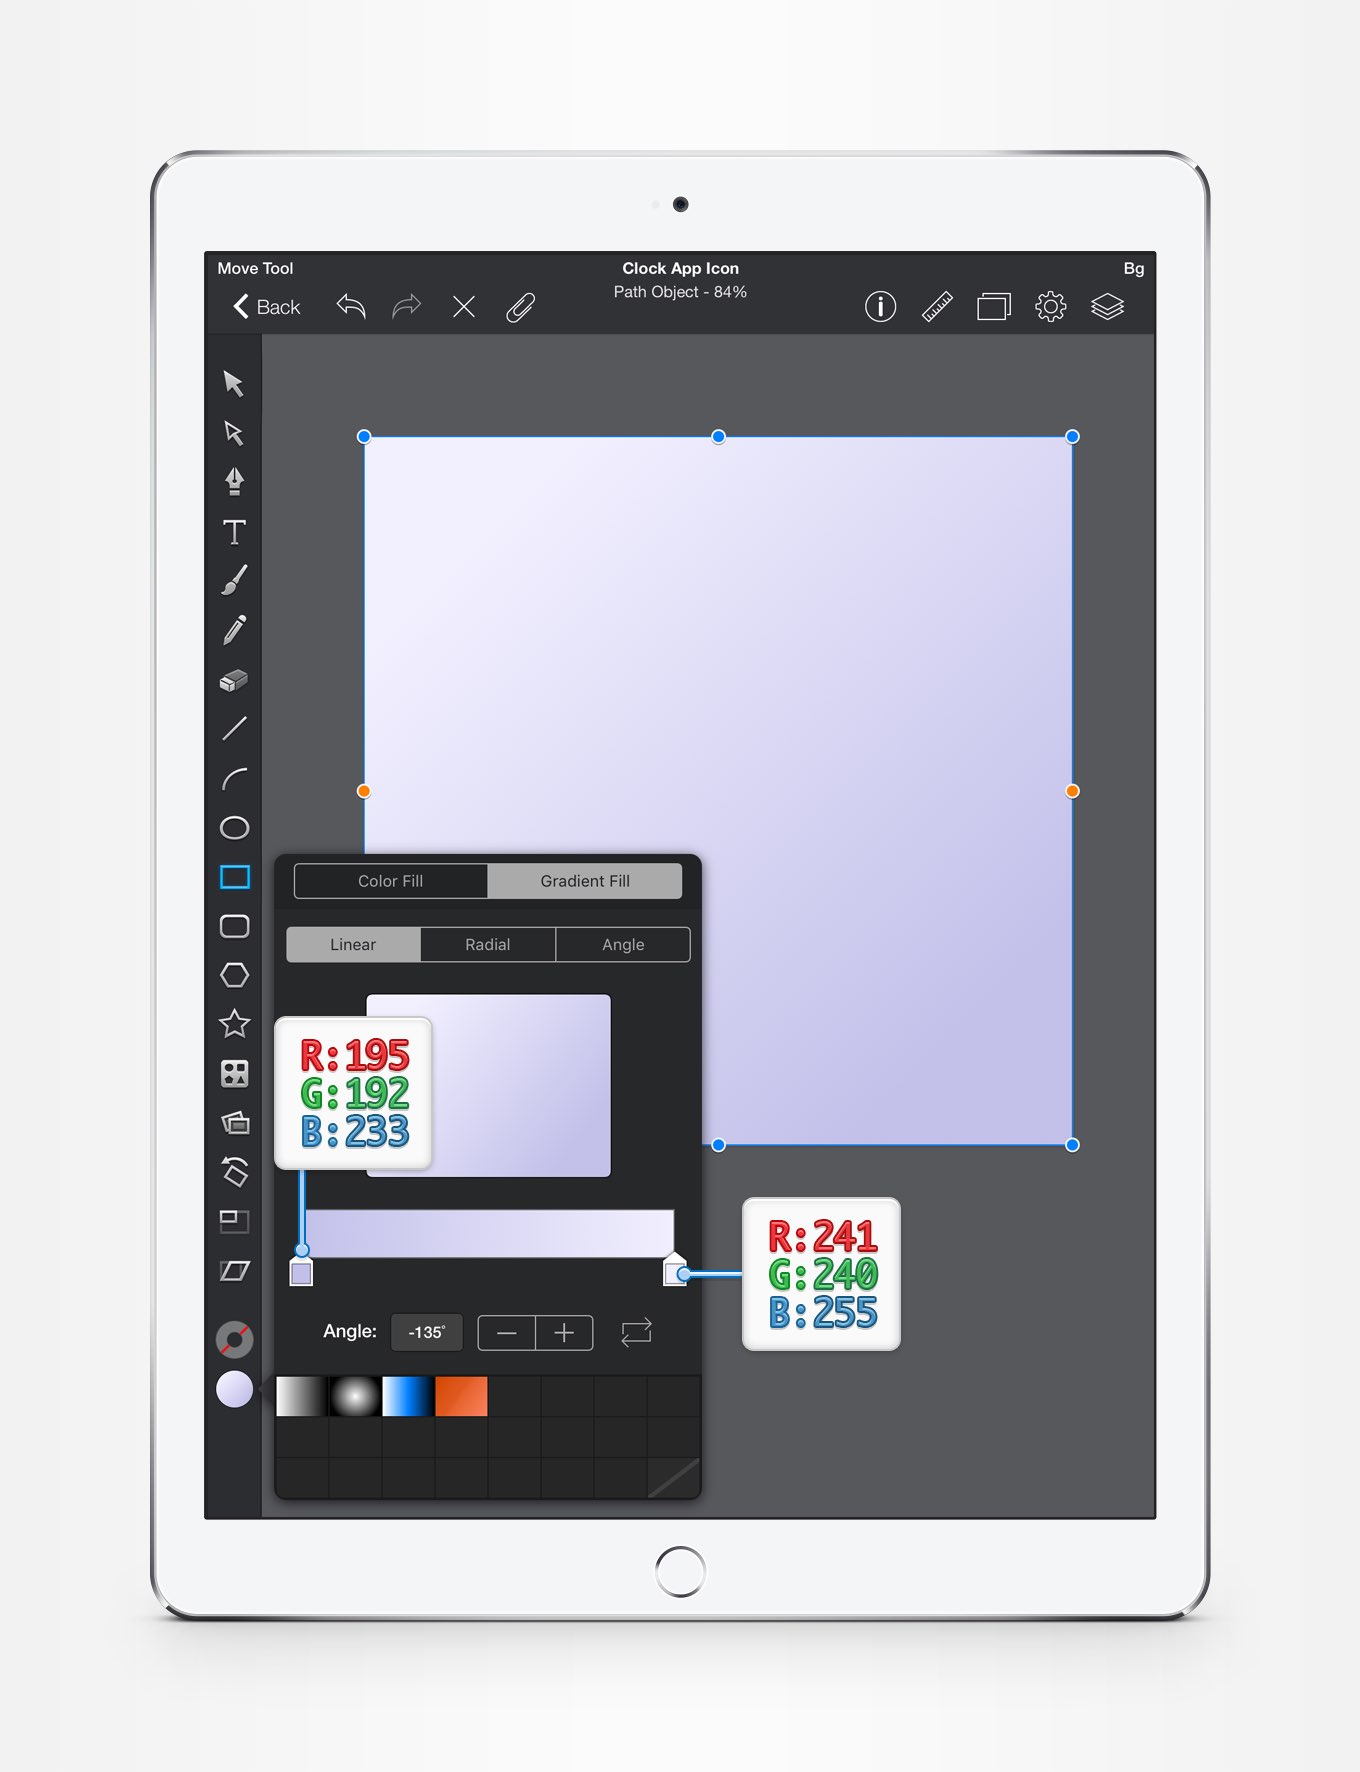 Move Tool
Clock App Icon
Bg
Path Object - 84%
Back
Color Fill
Gradient Fill
Linear
Radial
Angle
R:195
G:192
B:233
R:241
G:240
B:255
Angle:
-135°